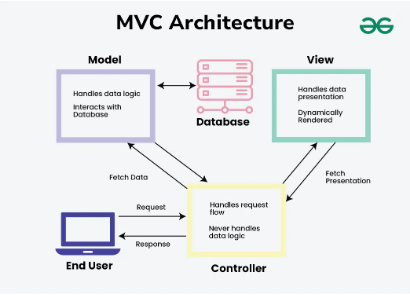 MVC Architecture
Model
View
Handles data logic
Interacts with
Database
Database
Handles data
presentation
Dynamically
Rendered
Fetch Data
Fetch
Presentation
Request
Response
Handles request
flow
Never handles
data logic
End User
Controller